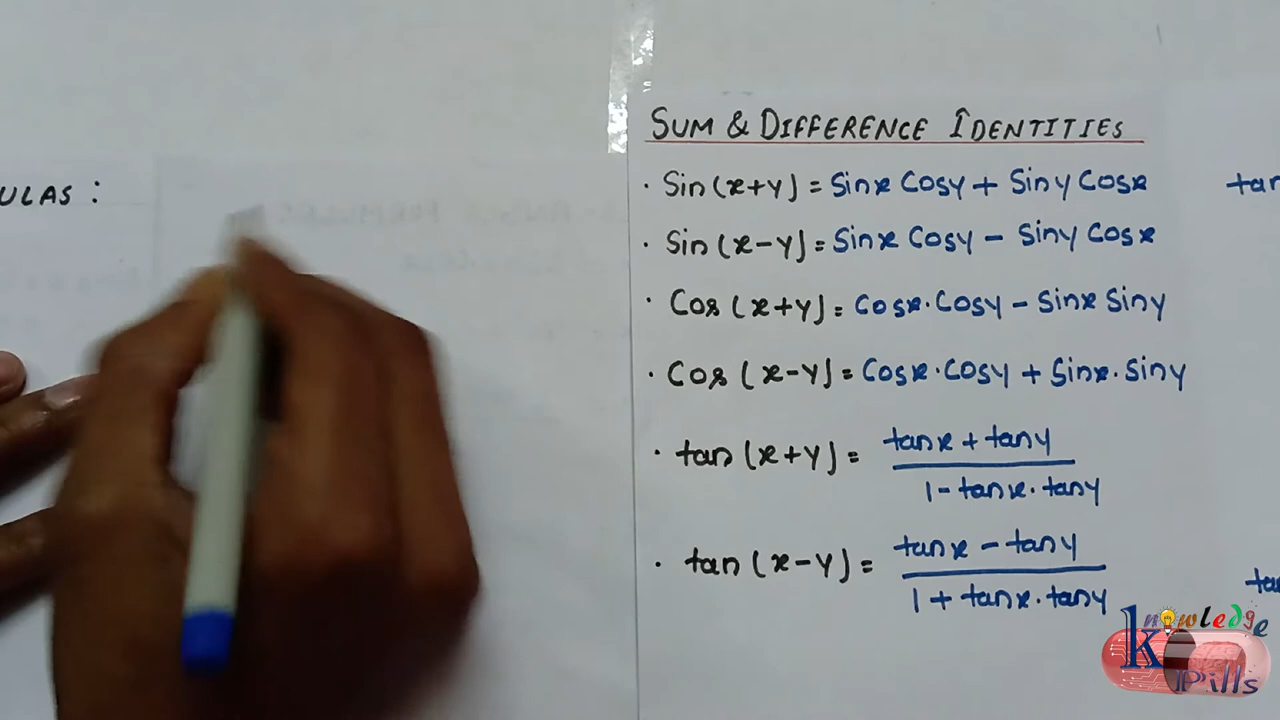 ULAS :
SUM & DIFFERENCE IDENTITIES
· Sin(x+y) = Sinx Cosy + Siny Cosx
tan
· Sin(x-y) = Sinx Cosy - Siny Cosx
· Cos(x+y) = Cosx·Cosy - Sinx Siny
· Cos(x-y) = Cosx·Cosy + Sinx·Siny
· tan(x+y) = tanx + tany
1 - tanx·tany
· tan(x-y) = tanx - tany
1 + tanx·tany
ta
knowledge
Pills